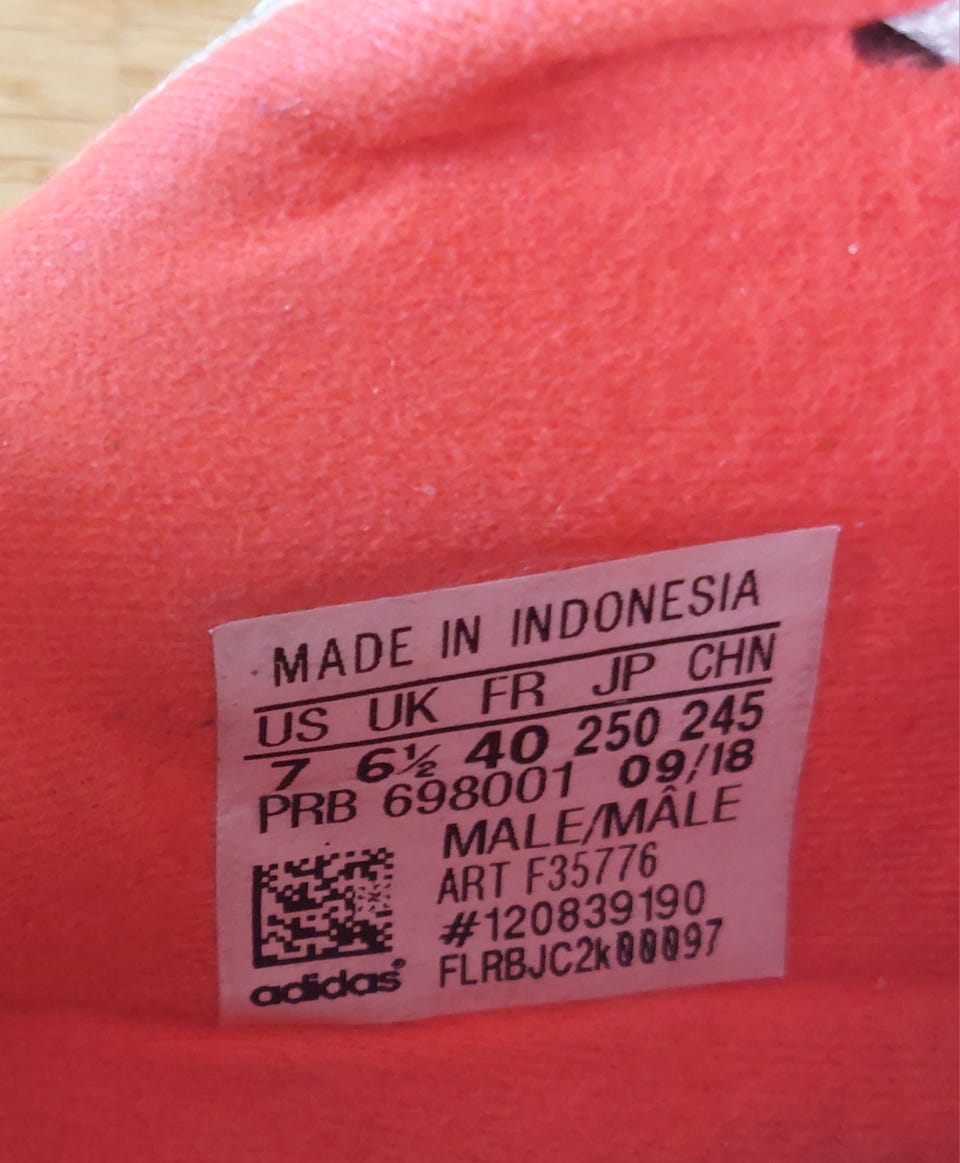 MADE IN INDONESIA
US UK FR JP CHN
7 6½ 40 250 245
PRB 698001 09/18
MALE/MÂLE
ART F35776
#120839190
FLRBJC2k00097
adidas®